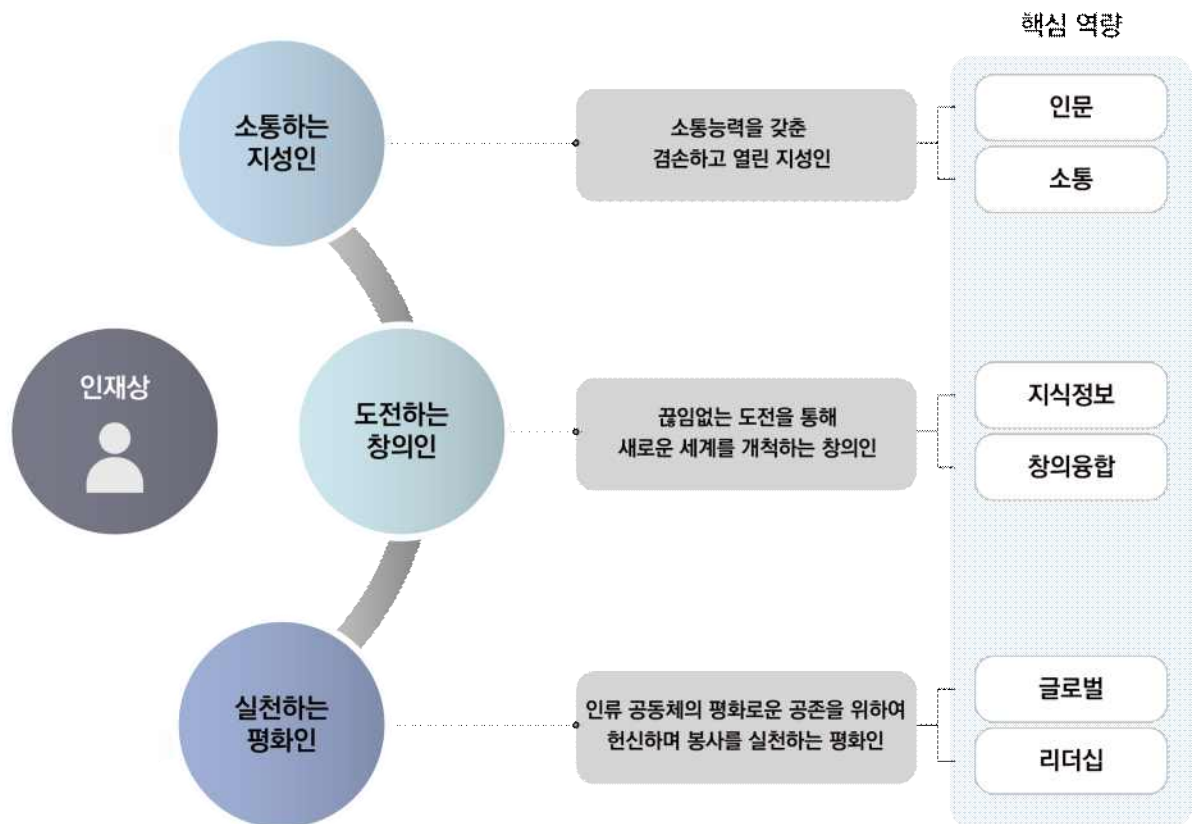 핵심 역량
소통하는
지성인
소통능력을 갖춘
겸손하고 열린 지성인
인문
소통
인재상
도전하는
창의인
끊임없는 도전을 통해
새로운 세계를 개척하는 창의인
지식정보
창의융합
실천하는
평화인
인류 공동체의 평화로운 공존을 위하여
헌신하며 봉사를 실천하는 평화인
글로벌
리더십